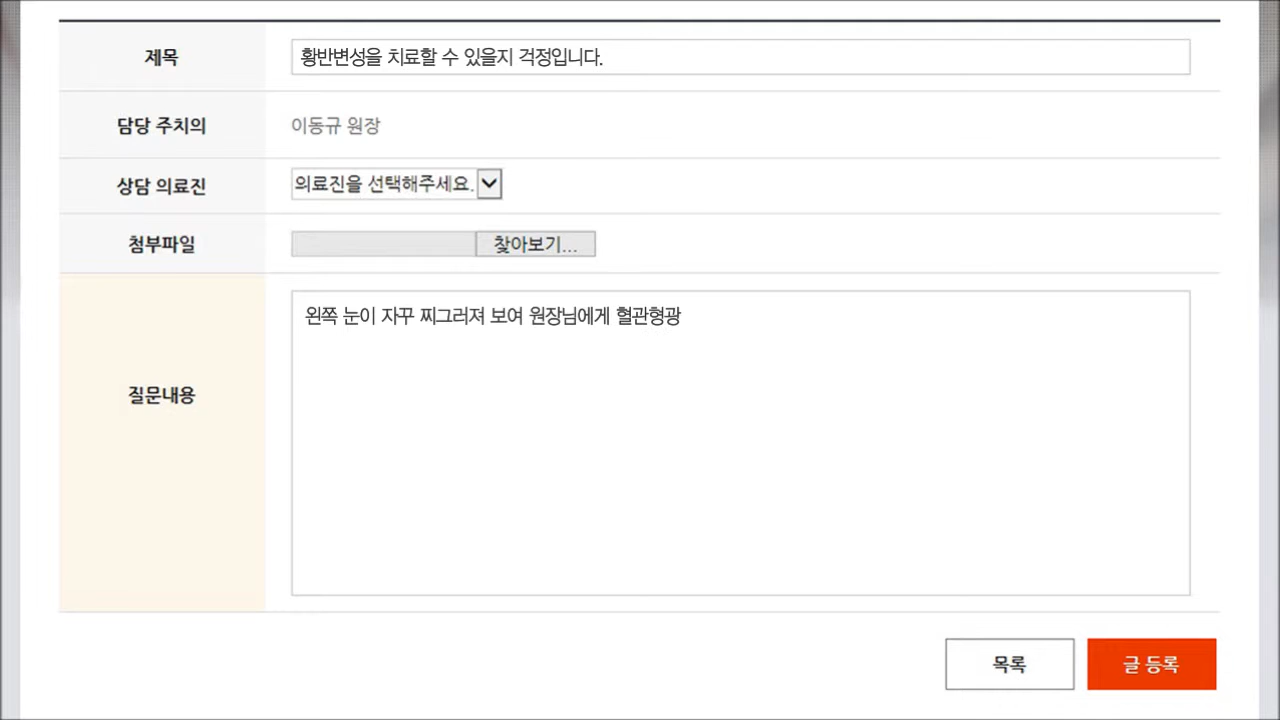 제목
황반변성을 치료할 수 있을지 걱정입니다.
담당 주치의
이동규 원장
상담 의료진
의료진을 선택해주세요.
첨부파일
찾아보기...
질문내용
왼쪽 눈이 자꾸 찌그러져 보여 원장님에게 혈관형광
목록
글 등록